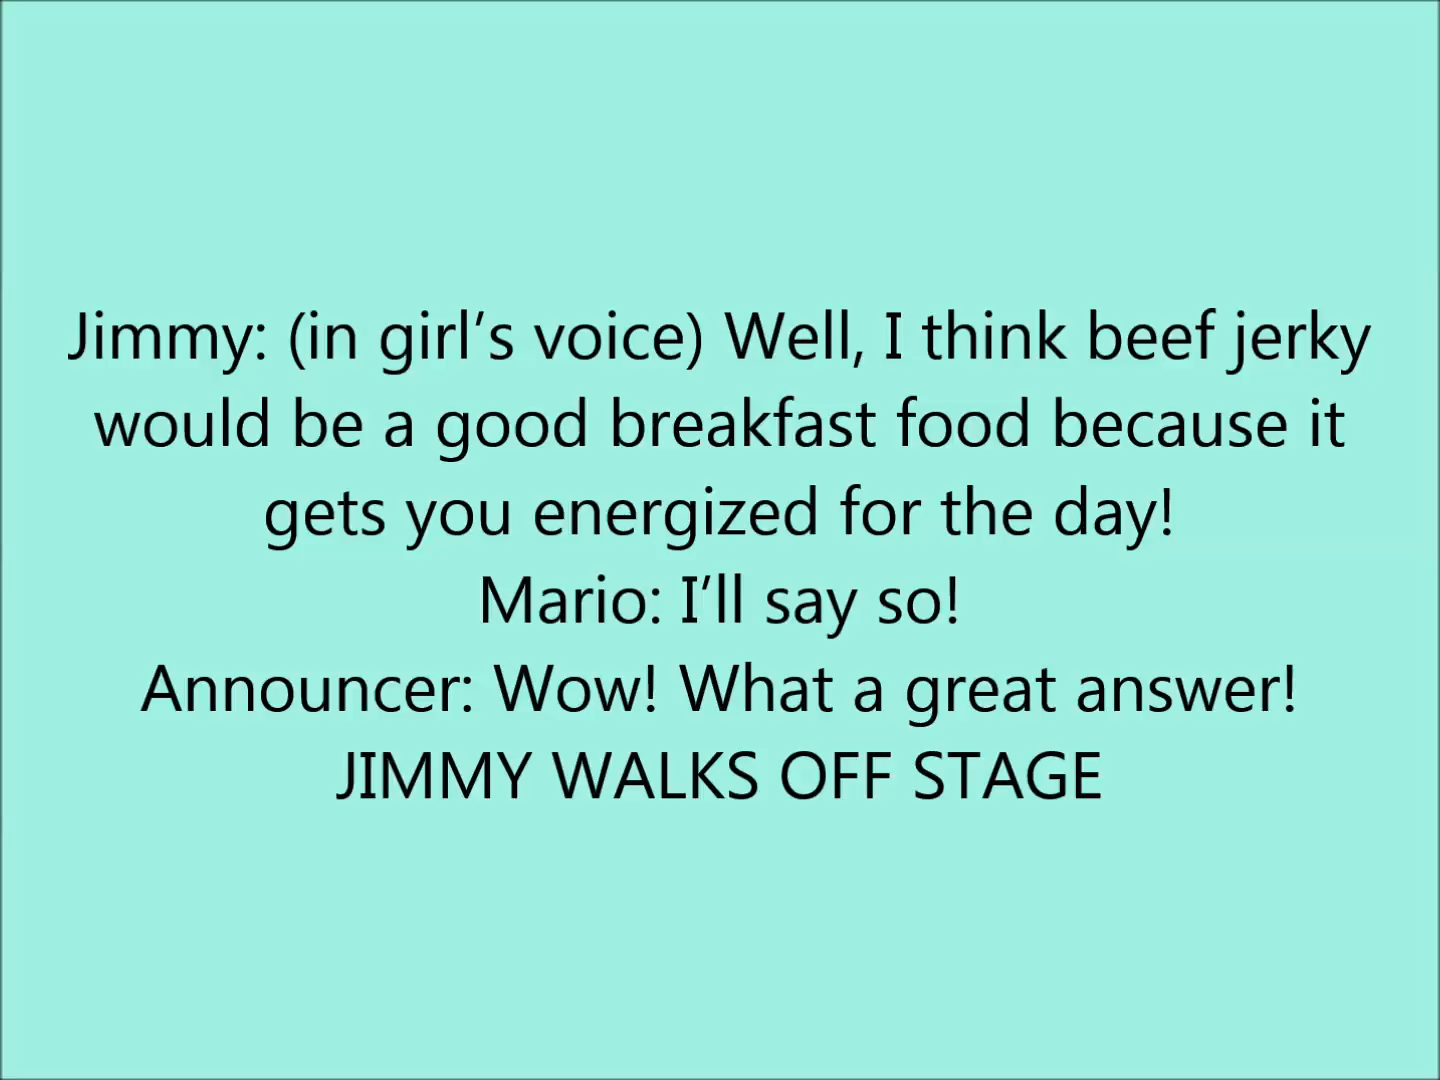 Jimmy: (in girl’s voice) Well, I think beef jerky
would be a good breakfast food because it
gets you energized for the day!
Mario: I’ll say so!
Announcer: Wow! What a great answer!
JIMMY WALKS OFF STAGE